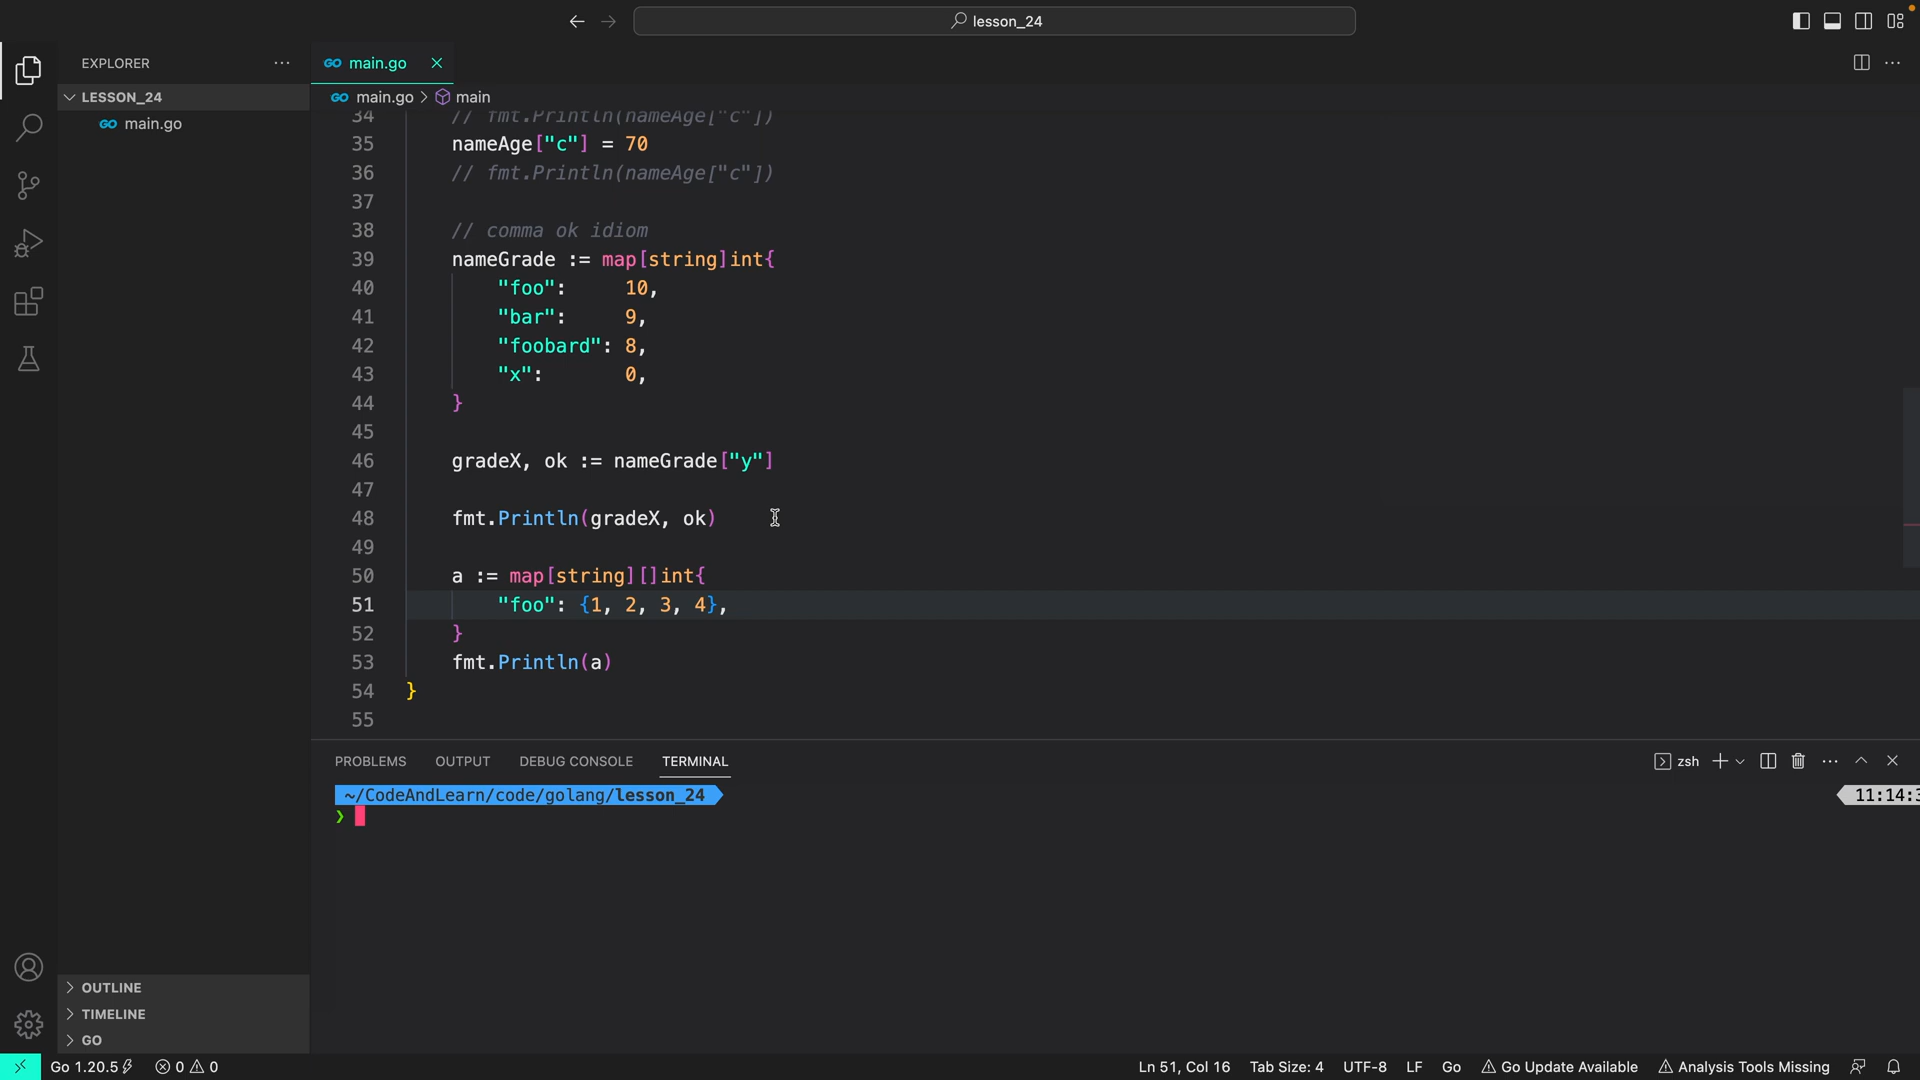 lesson_24
EXPLORER
main.go
LESSON_24
main.go
main.go > main
34 // fmt.Println(nameAge["c"])
35 nameAge["c"] = 70
36 // fmt.Println(nameAge["c"])
37
38 // comma ok idiom
39 nameGrade := map[string]int{
40 "foo": 10,
41 "bar": 9,
42 "foobard": 8,
43 "x": 0,
44 }
45
46 gradeX, ok := nameGrade["y"]
47
48 fmt.Println(gradeX, ok)
49
50 a := map[string][]int{
51 "foo": {1, 2, 3, 4},
52 }
53 fmt.Println(a)
54 }
55
PROBLEMS OUTPUT DEBUG CONSOLE TERMINAL
zsh
~/CodeAndLearn/code/golang/lesson_24
11:14:3
❯
OUTLINE
TIMELINE
GO
Go 1.20.5 0 0
Ln 51, Col 16 Tab Size: 4 UTF-8 LF Go Go Update Available Analysis Tools Missing